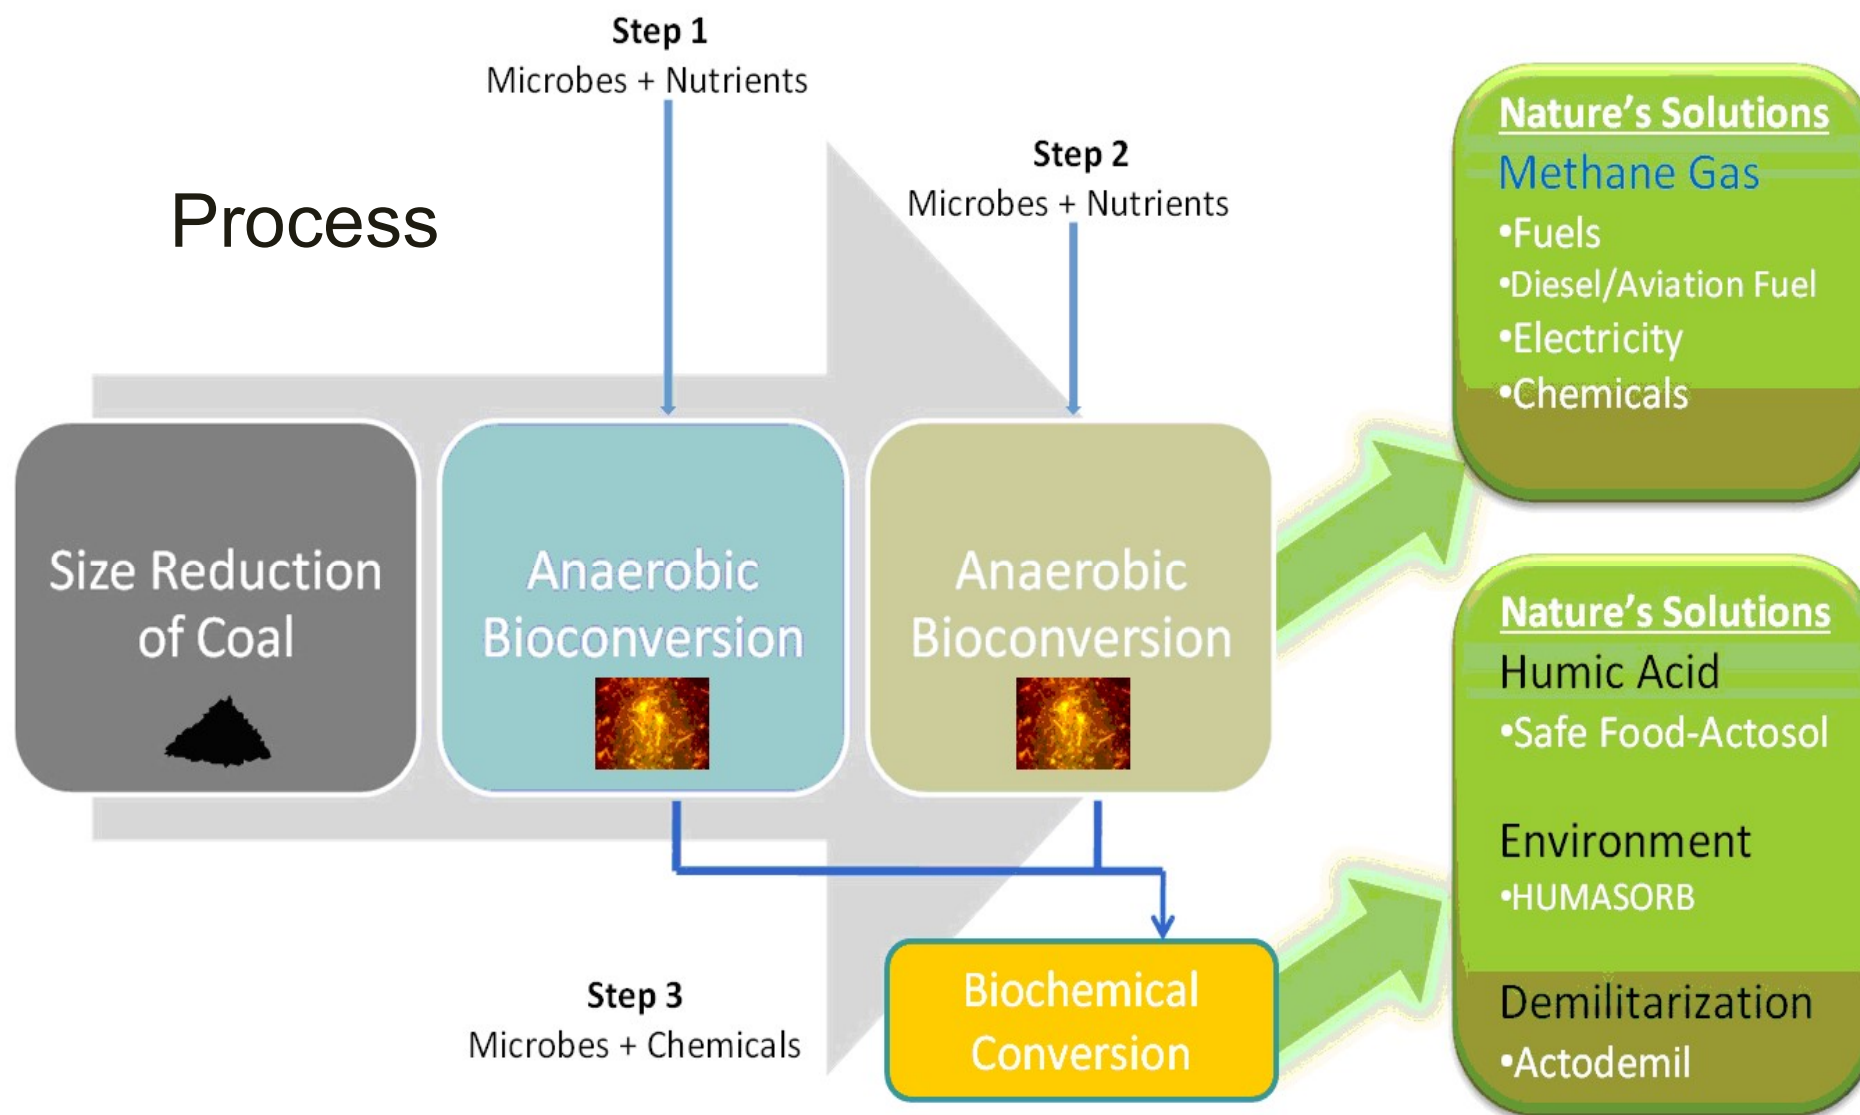 Process
Step 1
Microbes + Nutrients
Step 2
Microbes + Nutrients
Size Reduction
of Coal
Anaerobic
Bioconversion
Anaerobic
Bioconversion
Step 3
Microbes + Chemicals
Biochemical
Conversion
Nature’s Solutions
Methane Gas
•Fuels
•Diesel/Aviation Fuel
•Electricity
•Chemicals
Nature’s Solutions
Humic Acid
•Safe Food-Actosol
Environment
•HUMASORB
Demilitarization
•Actodemil